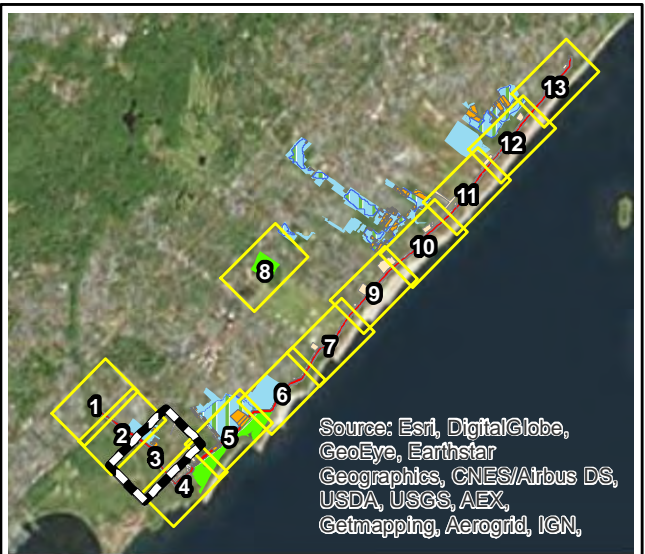 13
12
11
10
8
9
7
6
1
2
5
3
4
Source: Esri, DigitalGlobe,
GeoEye, Earthstar
Geographics, CNES/Airbus DS,
USDA, USGS, AEX,
Getmapping, Aerogrid, IGN,